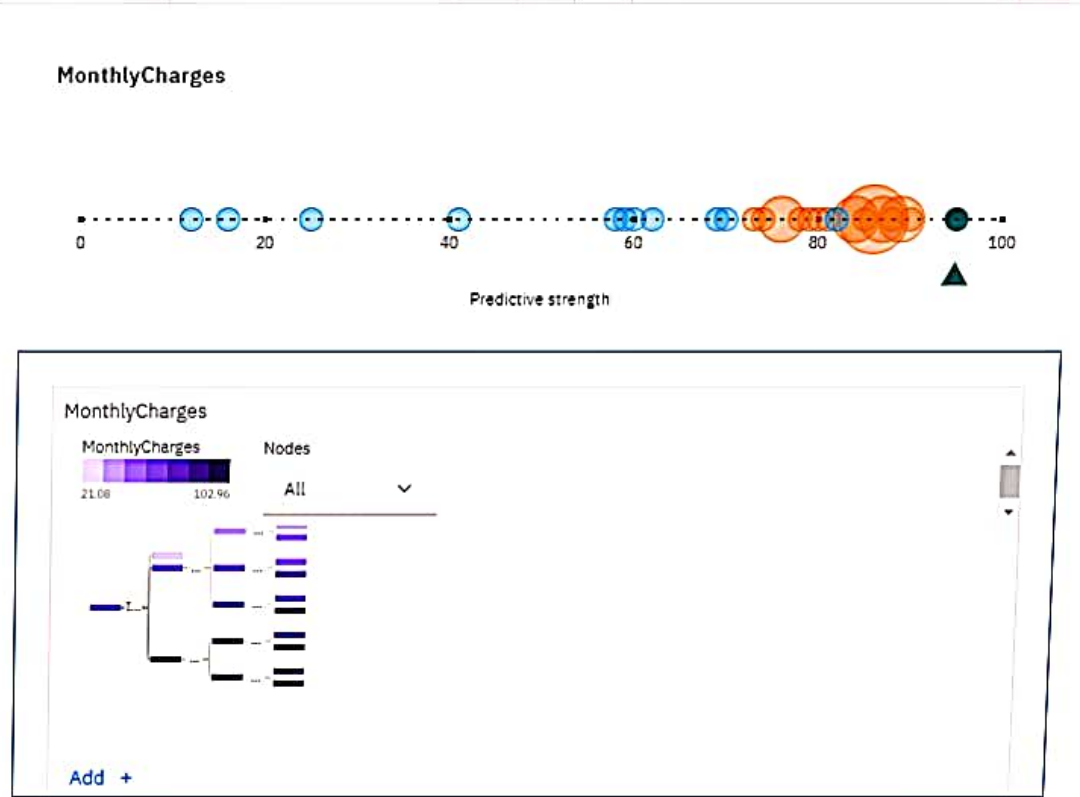 MonthlyCharges
0 20 40 60 80 100
Predictive strength
MonthlyCharges
MonthlyCharges Nodes
All
21.08 102.96
Add +